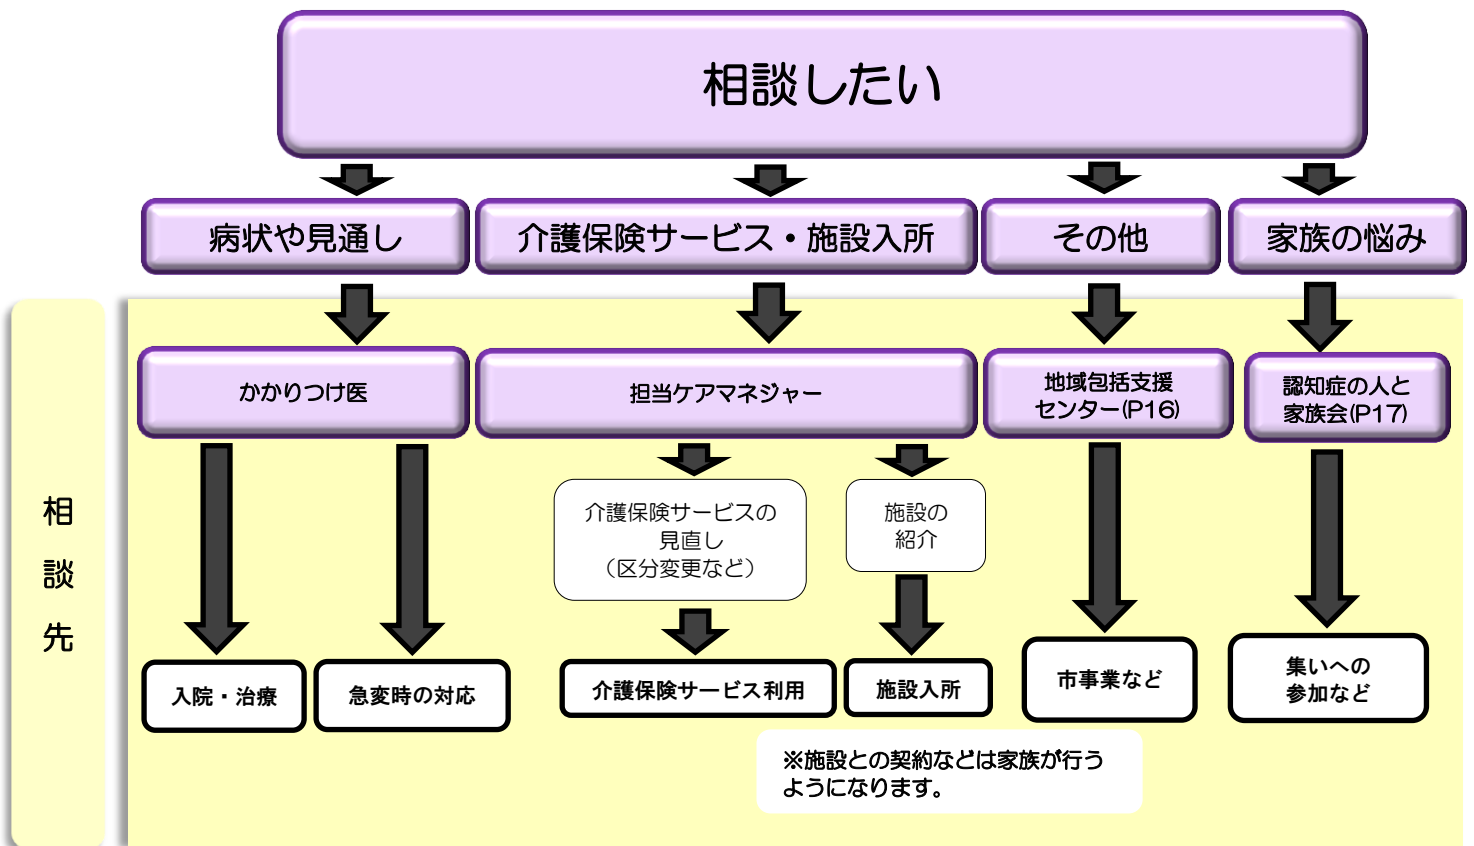 相談したい
病状や見通し
介護保険サービス・施設入所
その他
家族の悩み
相
談
先
かかりつけ医
担当ケアマネジャー
地域包括支援
センター(P16)
認知症の人と
家族会(P17)
介護保険サービスの
見直し
（区分変更など）
施設の
紹介
入院・治療
急変時の対応
介護保険サービス利用
施設入所
市事業など
集いへの
参加など
※施設との契約などは家族が行う
ようになります。